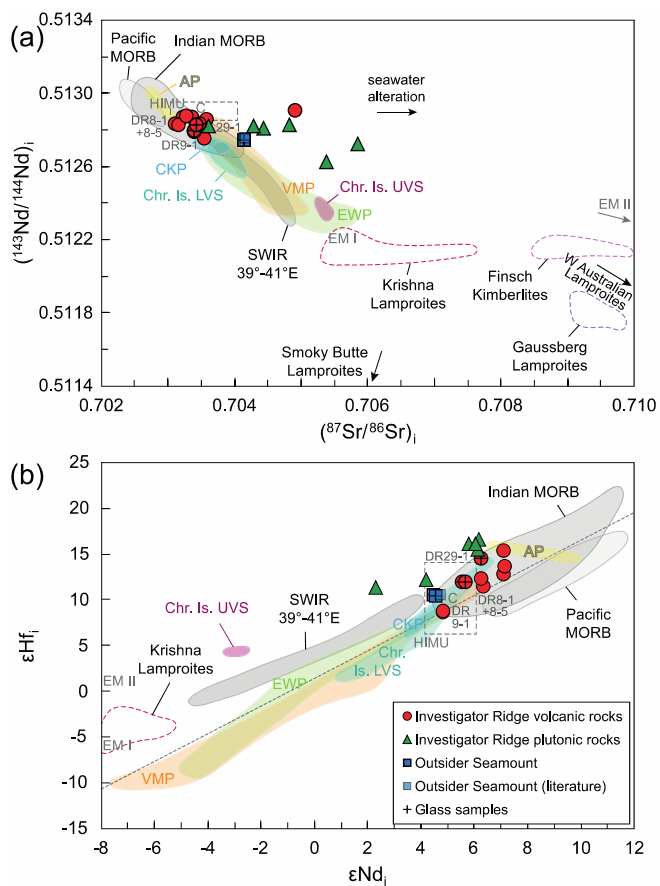 (a)
0.5134
0.5130
0.5126
0.5122
0.5118
0.5114
(¹⁴³Nd/¹⁴⁴Nd)ᵢ
Pacific
MORB
Indian MORB
AP
HIMU
C
DR8-1
+8-5
29-1
DR9-1
CKP
Chr. Is. LVS
VMP
EWP
Chr. Is. UVS
EM I
SWIR
39°-41°E
seawater
alteration
EM II
Krishna
Lamproites
Finsch
Kimberlites
W Australian
Lamproites
Gaussberg
Lamproites
Smoky Butte
Lamproites
0.702
0.704
0.706
0.708
0.710
(⁸⁷Sr/⁸⁶Sr)ᵢ
(b)
25
20
15
10
5
0
-5
-10
-15
εHfᵢ
Indian MORB
AP
DR29-1
C
DR8-1
+8-5
DR
9-1
Pacific
MORB
SWIR
39°-41°E
Chr. Is. UVS
CKP
HIMU
Chr.
Is. LVS
Krishna
Lamproites
EM II
EWP
EM I
VMP
Investigator Ridge volcanic rocks
Investigator Ridge plutonic rocks
Outsider Seamount
Outsider Seamount (literature)
Glass samples
-8
-6
-4
-2
0
2
4
6
8
10
12
εNdᵢ